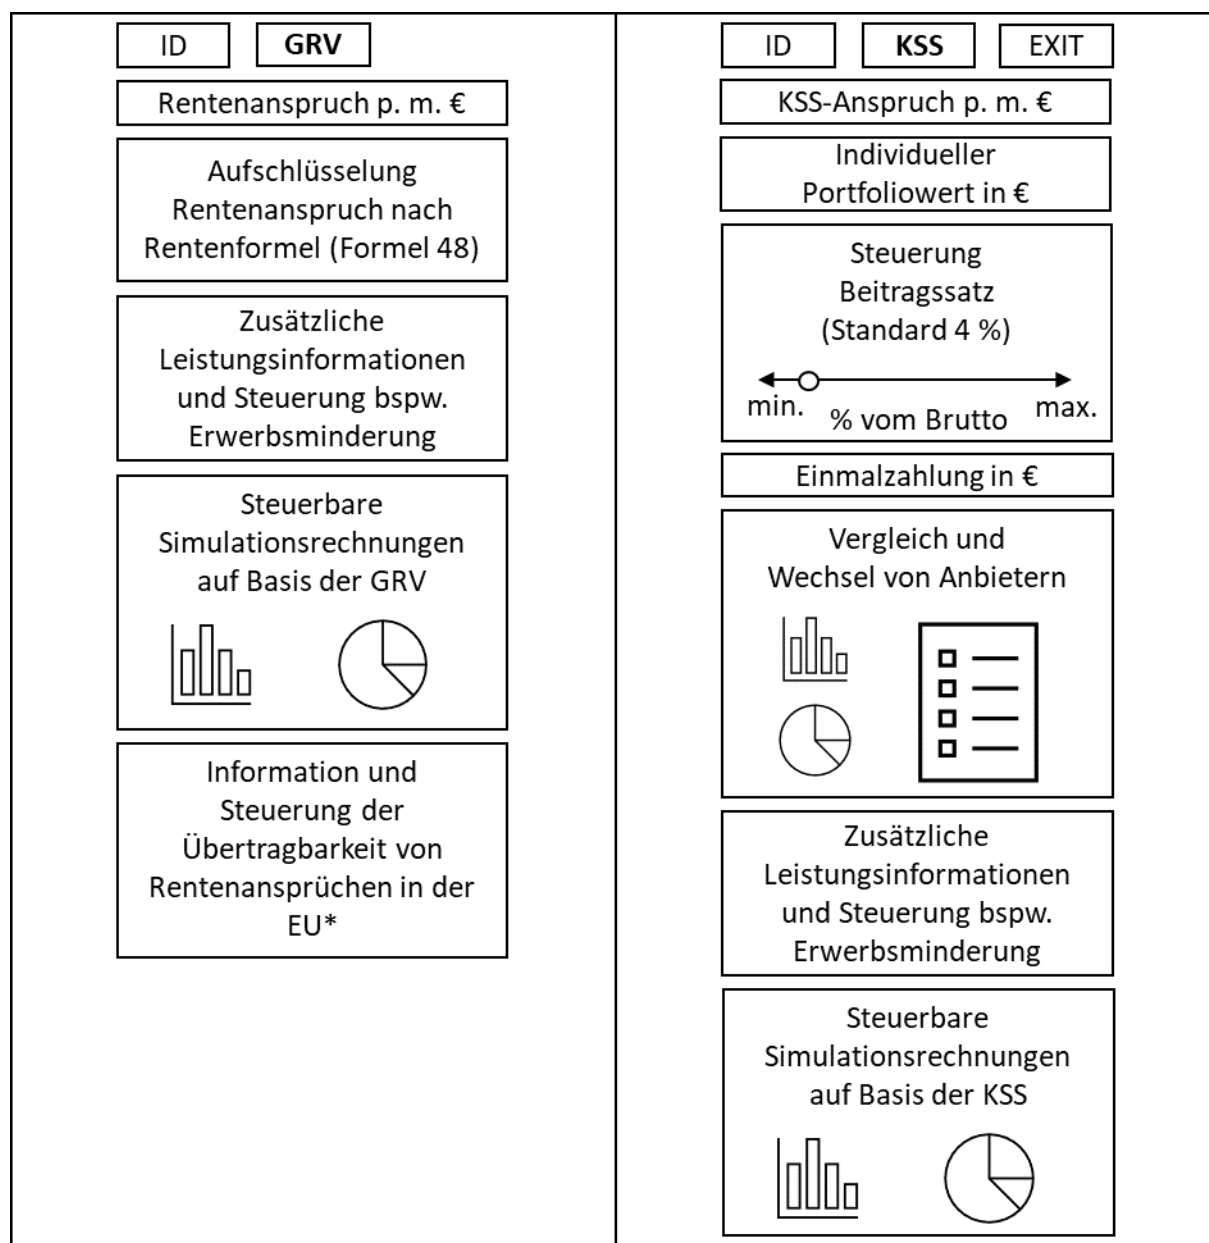 ID GRV
Rentenanspruch p. m. €
Aufschlüsselung
Rentenanspruch nach
Rentenformel (Formel 48)
Zusätzliche
Leistungsinformationen
und Steuerung bspw.
Erwerbsminderung
Steuerbare
Simulationsrechnungen
auf Basis der GRV
Information und
Steuerung der
Übertragbarkeit von
Rentenansprüchen in der
EU*
ID KSS EXIT
KSS-Anspruch p. m. €
Individueller
Portfoliowert in €
Steuerung
Beitragssatz
(Standard 4 %)
min. % vom Brutto max.
Einmalzahlung in €
Vergleich und
Wechsel von Anbietern
Zusätzliche
Leistungsinformationen
und Steuerung bspw.
Erwerbsminderung
Steuerbare
Simulationsrechnungen
auf Basis der KSS